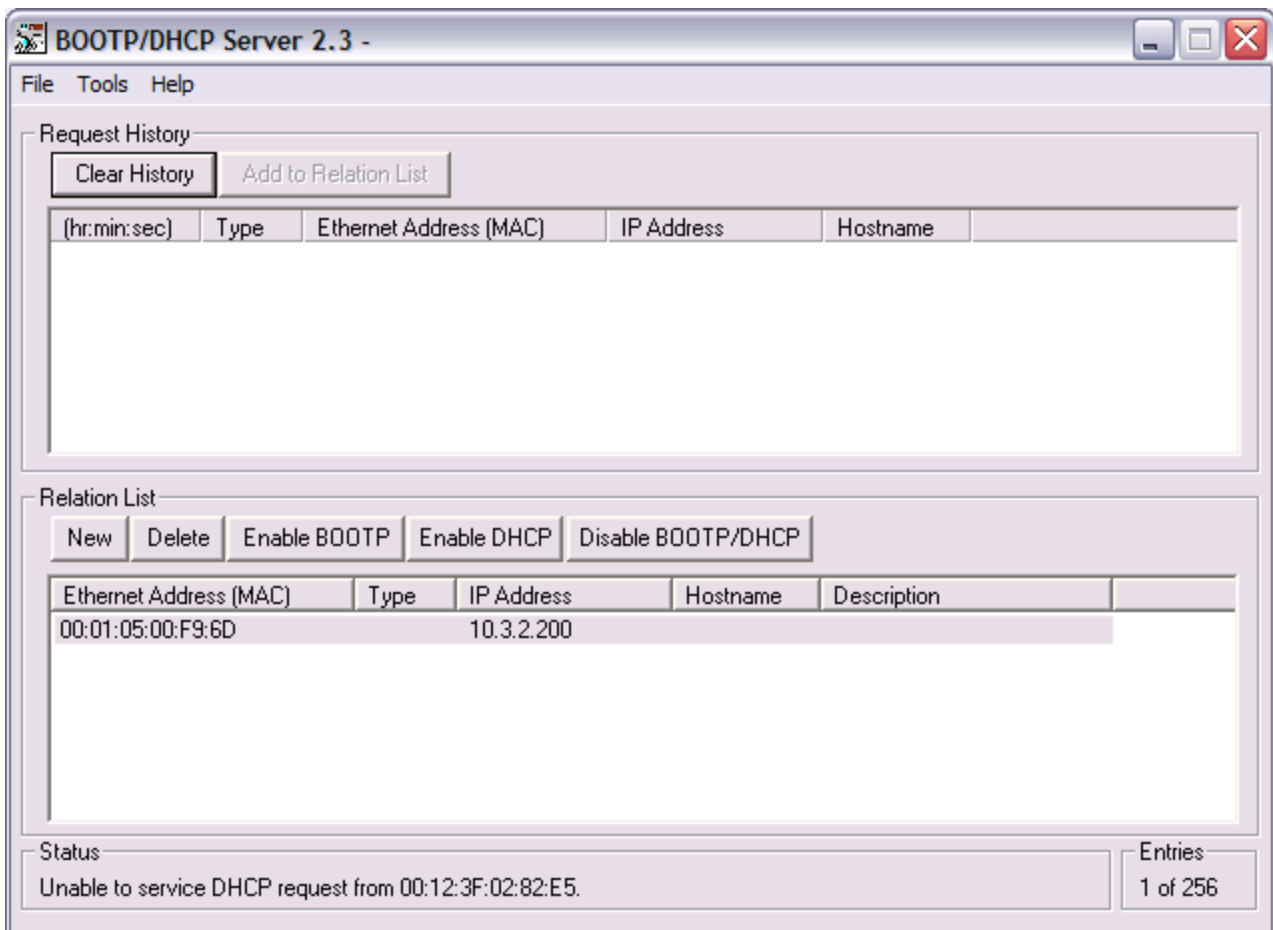 BOOTP/DHCP Server 2.3 -
File Tools Help
Request History
Clear History Add to Relation List
(hr:min:sec) Type Ethernet Address (MAC) IP Address Hostname
Relation List
New Delete Enable BOOTP Enable DHCP Disable BOOTP/DHCP
Ethernet Address (MAC) Type IP Address Hostname Description
00:01:05:00:F9:6D 10.3.2.200
Status Entries
Unable to service DHCP request from 00:12:3F:02:82:E5. 1 of 256